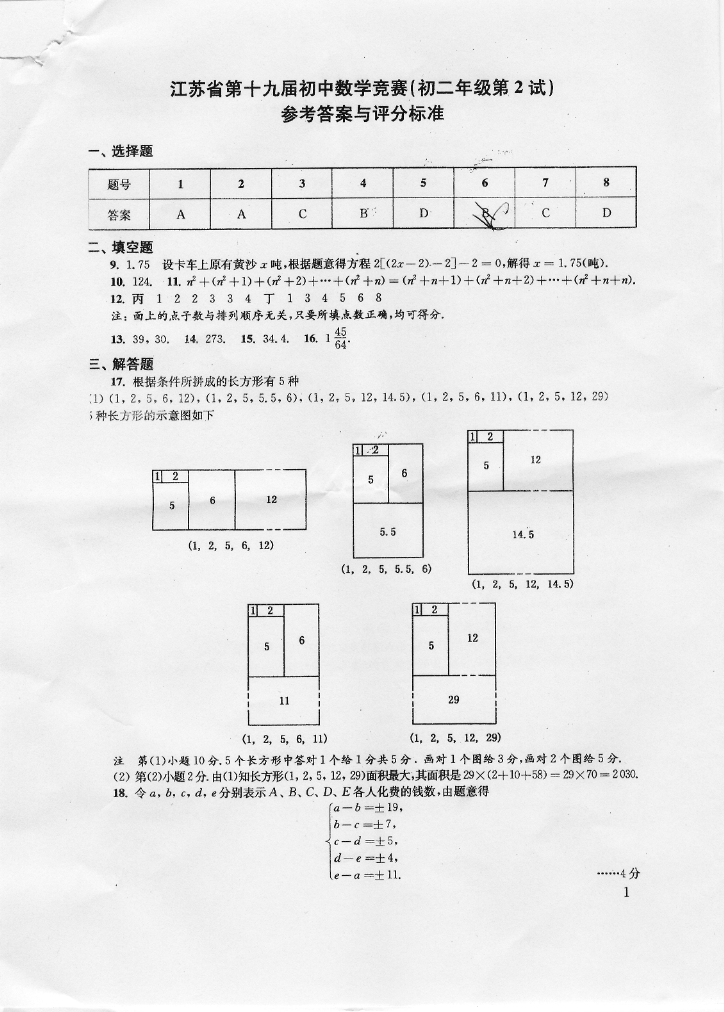 江苏省第十九届初中数学竞赛(初二年级第2试)
参考答案与评分标准
一、选择题
题号 1 2 3 4 5 6 7 8
答案 A A C B D B C D
二、填空题
9. 1.75 设卡车上原有黄沙 x 吨,根据题意得方程 2[(2x－2)－2]－2＝0,解得 x＝1.75(吨).
10. 124. 11. n²＋(n²＋1)＋(n²＋2)＋…＋(n²＋n)＝(n²＋n＋1)＋(n²＋n＋2)＋…＋(n²＋n＋n).
12. 丙 1 2 2 3 3 4 丁 1 3 4 5 6 8
注:面上的点子数与排列顺序无关,只要所填点数正确,均可得分.
13. 39,30. 14. 273. 15. 34.4. 16. 1 45/64.
三、解答题
17. 根据条件所拼成的长方形有 5 种
1) (1, 2, 5, 6, 12), (1, 2, 5, 5.5, 6), (1, 2, 5, 12, 14.5), (1, 2, 5, 6, 11), (1, 2, 5, 12, 29)
5种长方形的示意图如下
1 2 5 6 12
(1, 2, 5, 6, 12)
1 2 5 6 5.5
(1, 2, 5, 5.5, 6)
1 2 5 12 14.5
(1, 2, 5, 12, 14.5)
1 2 5 6 11
(1, 2, 5, 6, 11)
1 2 5 12 29
(1, 2, 5, 12, 29)
注 第(1)小题10分.5个长方形中答对1个给1分共5分.画对1个图给3分,画对2个图给5分.
(2) 第(2)小题2分.由(1)知长方形(1, 2, 5, 12, 29)面积最大,其面积是 29×(2＋10＋58)＝29×70＝2030.
18. 令 a, b, c, d, e 分别表示 A、B、C、D、E 各人化费的钱数,由题意得
a－b＝±19,
b－c＝±7,
c－d＝±5,
d－e＝±4,
e－a＝±11.
……4分
1